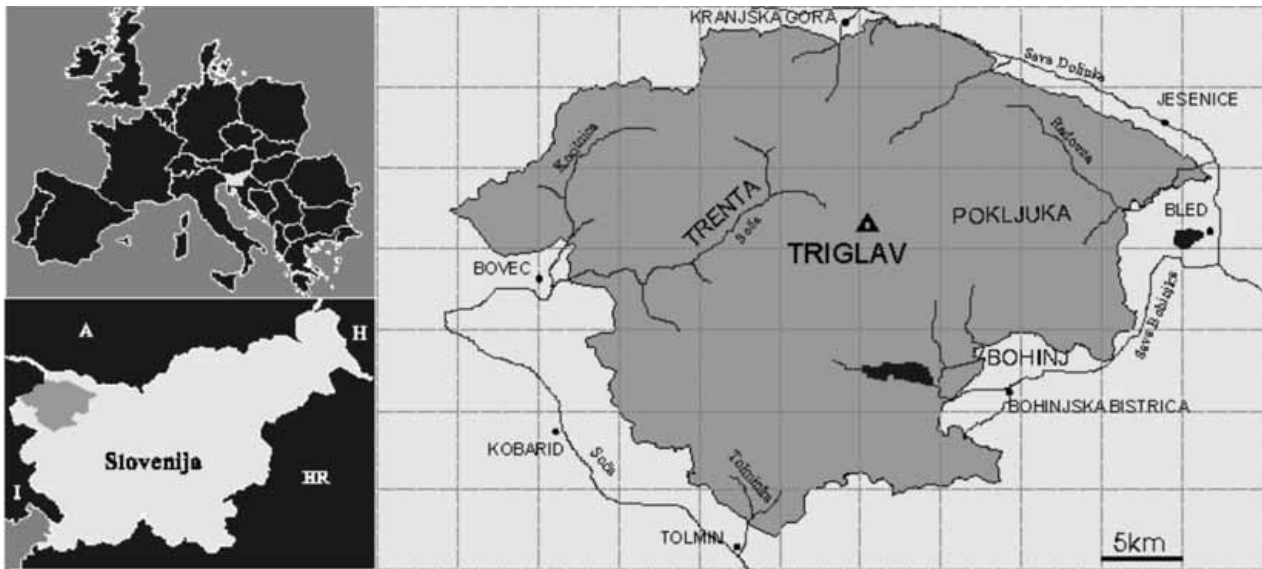 A
H
Slovenija
I
HR
KRANJSKA GORA
Sava Dolinka
JESENICE
Koritnica
Radovna
TRENTA
Soča
POKLJUKA
BLED
TRIGLAV
BOVEC
Sava Bohinjka
BOHINJ
BOHINJSKA BISTRICA
KOBARID
Soča
Tolminka
TOLMIN
5km